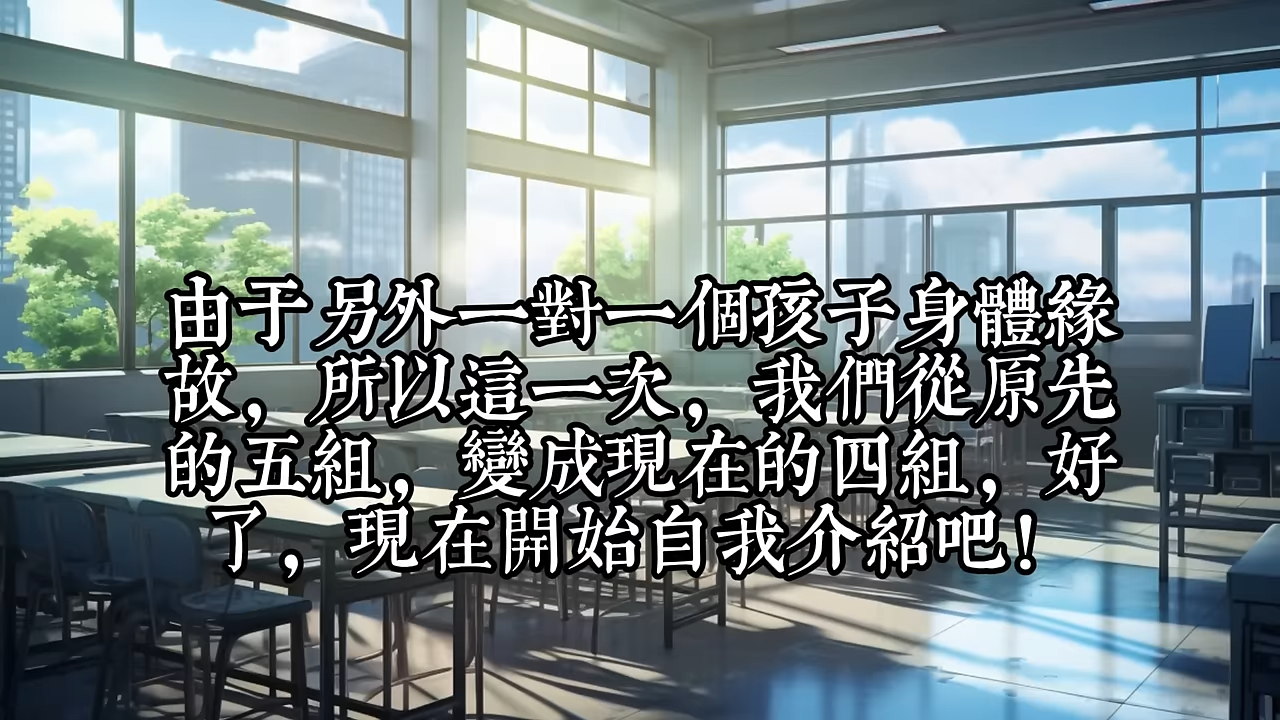 由于另外一對一個孩子身體緣
故，所以這一次，我們從原先
的五組，變成現在的四組，好
了，現在開始自我介紹吧！